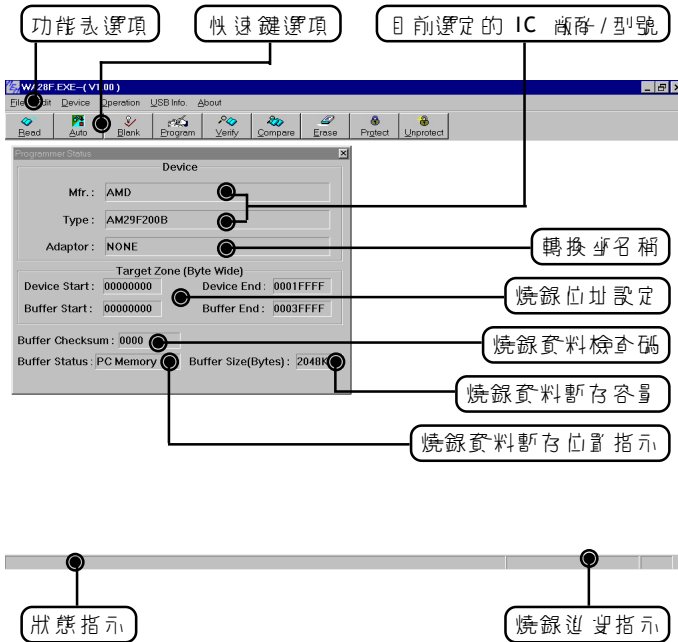 功能表選項
快速鍵選項
目前選定的 IC 廠牌/型號
WA28F.EXE--( V1.00 )
File Edit Device Operation USB Info. About
Read Auto Blank Program Verify Compare Erase Protect Unprotect
Programmer Status
Device
Mfr. : AMD
Type : AM29F200B
Adaptor : NONE
轉換座名稱
Target Zone (Byte Wide)
Device Start : 00000000 Device End : 0001FFFF
燒錄位址設定
Buffer Start : 00000000 Buffer End : 0003FFFF
Buffer Checksum : 0000
燒錄資料檢查碼
Buffer Status : PC Memory Buffer Size(Bytes) : 2048K
燒錄資料暫存容量
燒錄資料暫存位置指示
狀態指示
燒錄進度指示